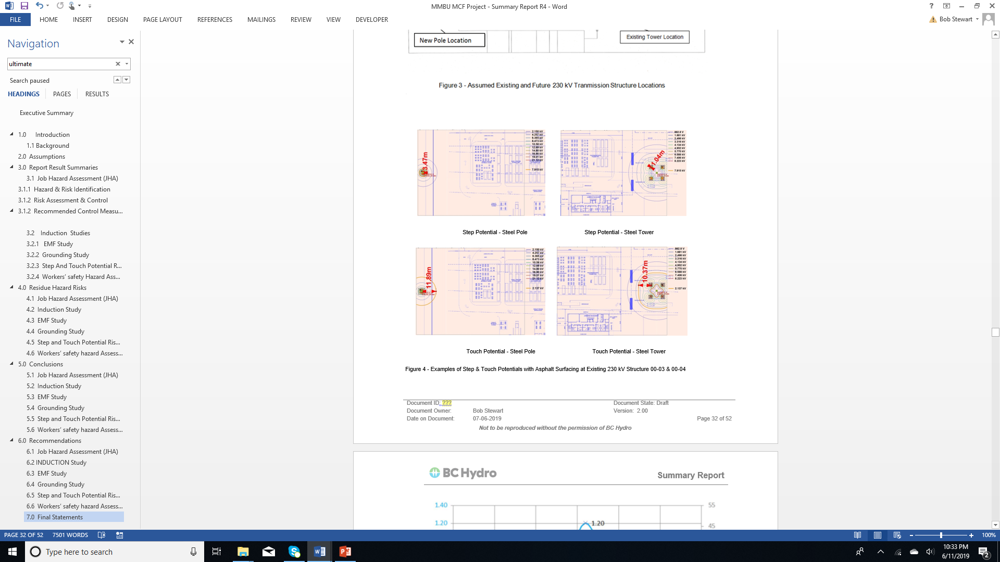 MMBU MCF Project - Summary Report R4 - Word
FILE HOME INSERT DESIGN PAGE LAYOUT REFERENCES MAILINGS REVIEW VIEW DEVELOPER
Bob Stewart
Navigation
ultimate
Search paused
HEADINGS PAGES RESULTS
Executive Summary
1.0 Introduction
1.1 Background
2.0 Assumptions
3.0 Report Result Summaries
3.1 Job Hazard Assessment (JHA)
3.1.1 Hazard & Risk Identification
3.1.2 Risk Assessment & Control
3.1.2 Recommended Control Measu...
3.2 Induction Studies
3.2.1 EMF Study
3.2.2 Grounding Study
3.2.3 Step And Touch Potential R...
3.2.4 Workers' safety Hazard Ass...
4.0 Residue Hazard Risks
4.1 Job Hazard Assessment (JHA)
4.2 Induction Study
4.3 EMF Study
4.4 Grounding Study
4.5 Step and Touch Potential Ris...
4.6 Workers' safety hazard Assess...
5.0 Conclusions
5.1 Job Hazard Assessment (JHA)
5.2 Induction Study
5.3 EMF Study
5.4 Grounding Study
5.5 Step and Touch Potential Ris...
5.6 Workers' safety hazard Assess...
6.0 Recommendations
6.1 Job Hazard Assessment (JHA)
6.2 INDUCTION Study
6.3 EMF Study
6.4 Grounding Study
6.5 Step and Touch Potential Ris...
6.6 Workers' safety hazard Assess...
7.0 Final Statements
New Pole Location
Existing Tower Location
Figure 3 - Assumed Existing and Future 230 kV Tranmission Structure Locations
3.47m
1.04m
7.915 kV
7.915 kV
Step Potential - Steel Pole
Step Potential - Steel Tower
11.89m
10.37m
2.137 kV
2.137 kV
Touch Potential - Steel Pole
Touch Potential - Steel Tower
Figure 4 - Examples of Step & Touch Potentials with Asphalt Surfacing at Existing 230 kV Structure 00-03 & 00-04
Document ID: ??? Document State: Draft
Document Owner: Bob Stewart Version: 2.00
Date on Document: 07-06-2019 Page 32 of 52
Not to be reproduced without the permission of BC Hydro
BC Hydro
Summary Report
1.40 55
1.20 1.20 45
PAGE 32 OF 52 7501 WORDS
100%
Type here to search
10:33 PM
6/11/2019
2